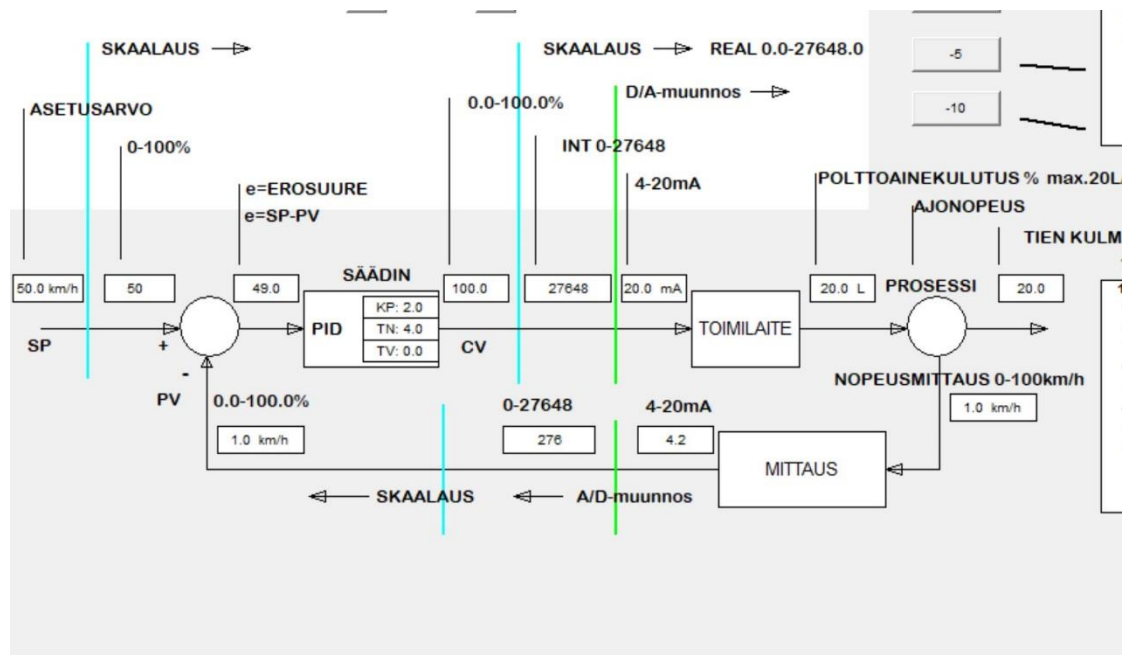 SKAALAUS
SKAALAUS
REAL 0.0-27648.0
-5
D/A-muunnos
-10
ASETUSARVO
0.0-100.0%
0-100%
INT 0-27648
e=EROSUURE
e=SP-PV
4-20mA
POLTTOAINEKULUTUS % max.20L
AJONOPEUS
TIEN KULM
SÄÄDIN
PROSESSI
50.0 km/h
50
49.0
100.0
27648
20.0 mA
20.0 L
20.0
PID
KP: 2.0
TN: 4.0
TV: 0.0
TOIMILAITE
SP
+
CV
-
PV
0.0-100.0%
0-27648
4-20mA
NOPEUSMITTAUS 0-100km/h
1.0 km/h
1.0 km/h
276
4.2
MITTAUS
SKAALAUS
A/D-muunnos